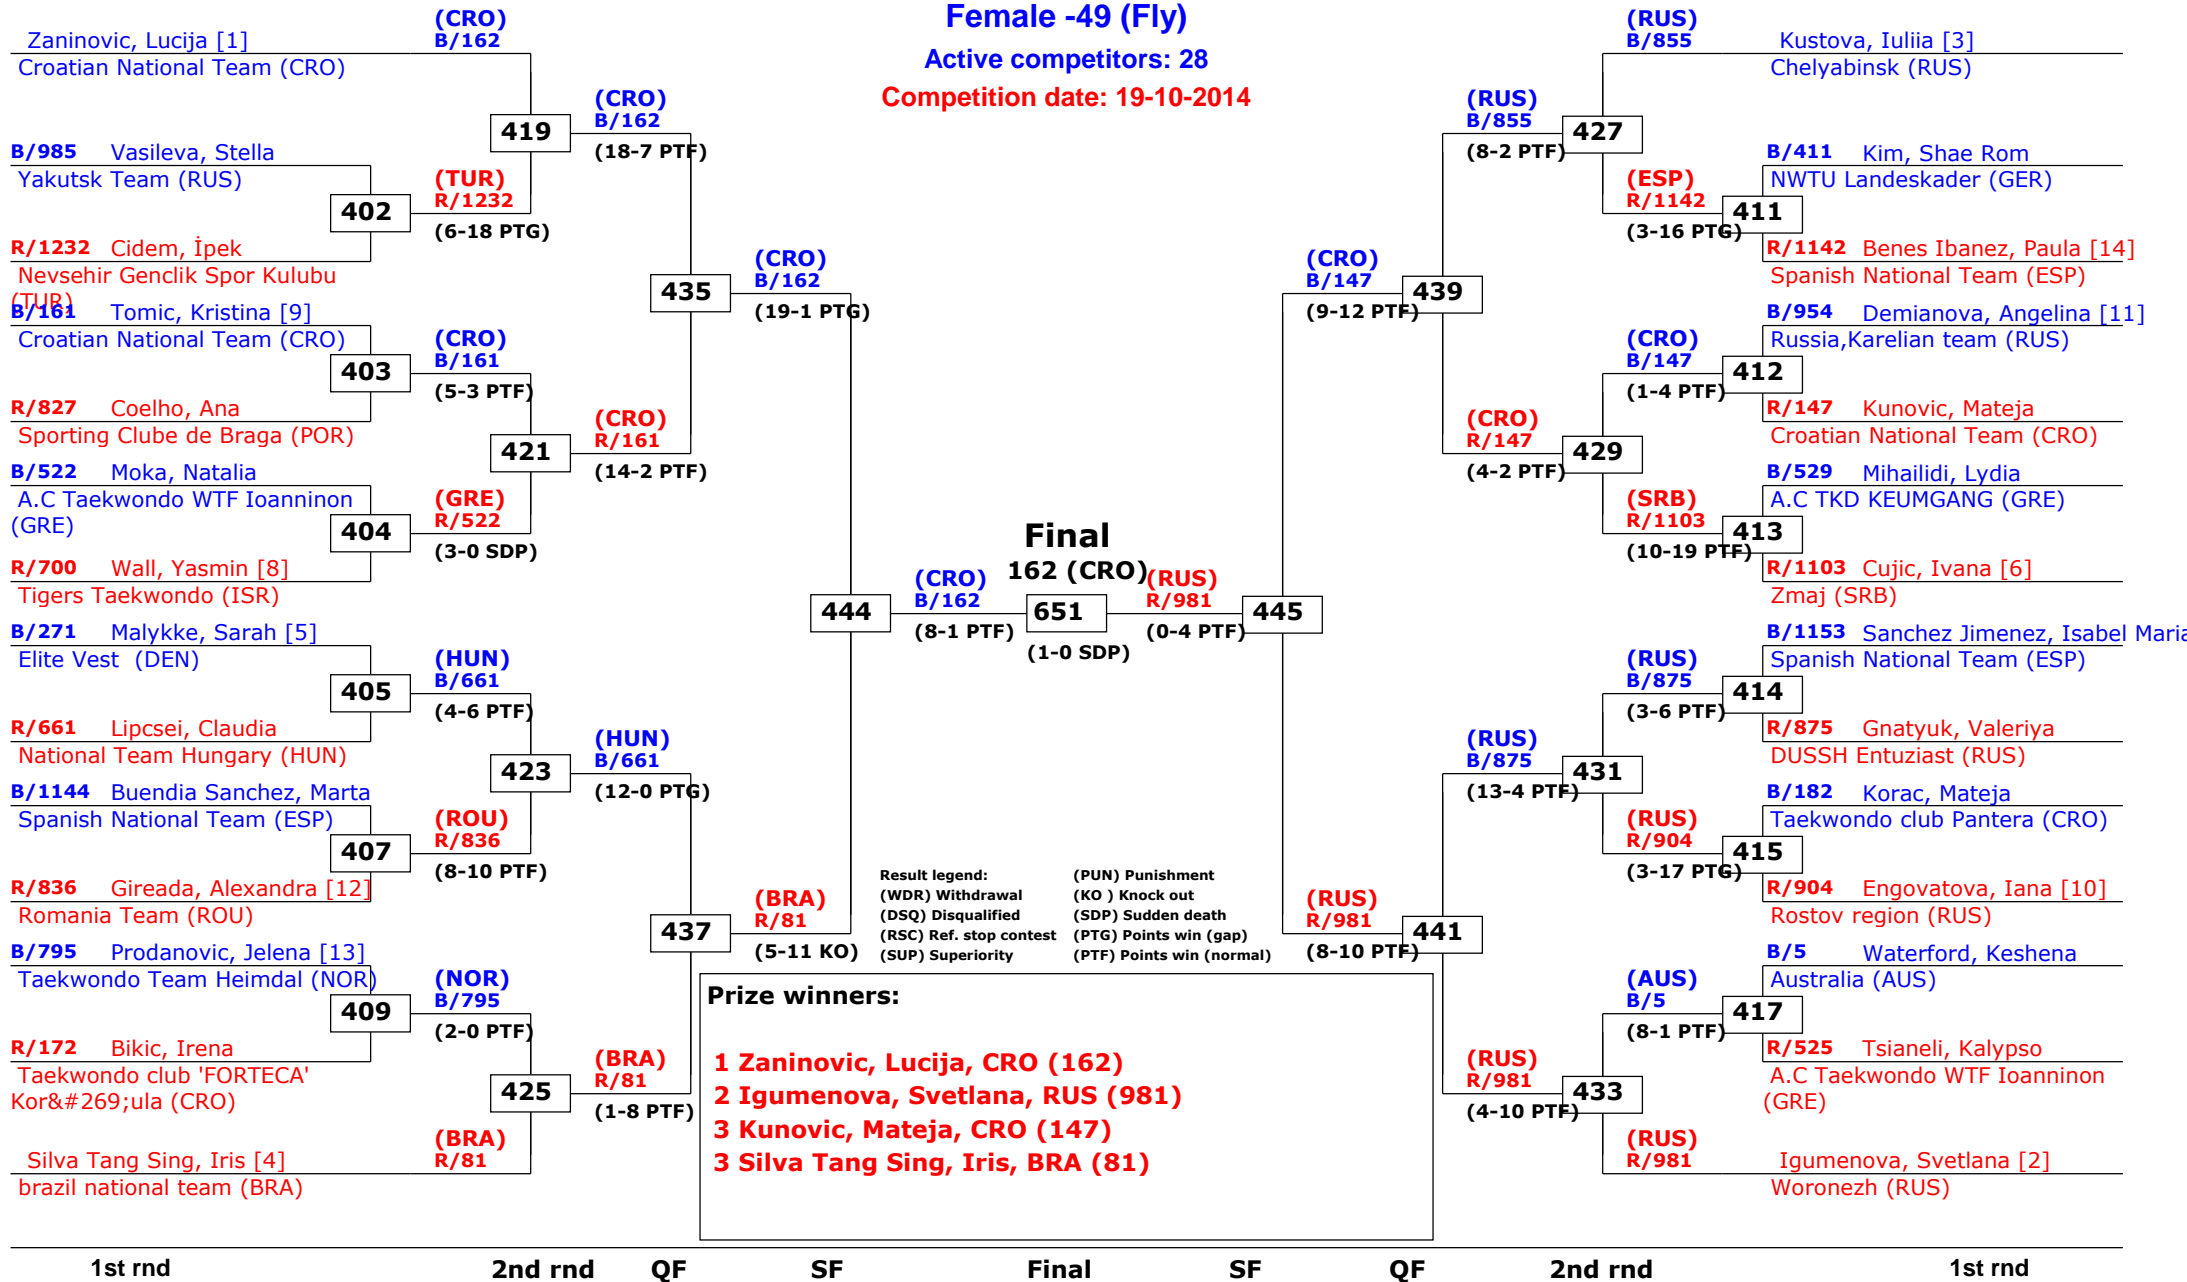 Female -49 (Fly)
Active competitors: 28
Competition date: 19-10-2014
Zaninovic, Lucija [1]
Croatian National Team (CRO)
(CRO)
B/162
B/985 Vasileva, Stella
Yakutsk Team (RUS)
402
R/1232 Cidem, İpek
Nevsehir Genclik Spor Kulubu
(TUR)
(TUR)
R/1232
(6-18 PTG)
419
(CRO)
B/162
(18-7 PTF)
B/161 Tomic, Kristina [9]
Croatian National Team (CRO)
403
R/827 Coelho, Ana
Sporting Clube de Braga (POR)
(CRO)
B/161
(5-3 PTF)
B/522 Moka, Natalia
A.C Taekwondo WTF Ioanninon
(GRE)
404
R/700 Wall, Yasmin [8]
Tigers Taekwondo (ISR)
(GRE)
R/522
(3-0 SDP)
421
(CRO)
R/161
(14-2 PTF)
435
(CRO)
B/162
(19-1 PTG)
B/271 Malykke, Sarah [5]
Elite Vest (DEN)
405
R/661 Lipcsei, Claudia
National Team Hungary (HUN)
(HUN)
B/661
(4-6 PTF)
B/1144 Buendia Sanchez, Marta
Spanish National Team (ESP)
407
R/836 Gireada, Alexandra [12]
Romania Team (ROU)
(ROU)
R/836
(8-10 PTF)
423
(HUN)
B/661
(12-0 PTG)
B/795 Prodanovic, Jelena [13]
Taekwondo Team Heimdal (NOR)
409
R/172 Bikic, Irena
Taekwondo club 'FORTECA'
Kor&#269;ula (CRO)
(NOR)
B/795
(2-0 PTF)
425
Silva Tang Sing, Iris [4]
brazil national team (BRA)
(BRA)
R/81
(BRA)
R/81
(1-8 PTF)
437
(BRA)
R/81
(5-11 KO)
444
(CRO)
B/162
(8-1 PTF)
Final
162 (CRO)
651
(1-0 SDP)
(RUS)
R/981
(0-4 PTF)
445
(CRO)
B/147
(9-12 PTF)
439
(RUS)
B/855
(8-2 PTF)
427
(RUS)
B/855
Kustova, Iuliia [3]
Chelyabinsk (RUS)
(ESP)
R/1142
(3-16 PTG)
411
B/411 Kim, Shae Rom
NWTU Landeskader (GER)
R/1142 Benes Ibanez, Paula [14]
Spanish National Team (ESP)
(CRO)
R/147
(4-2 PTF)
429
(CRO)
B/147
(1-4 PTF)
412
B/954 Demianova, Angelina [11]
Russia,Karelian team (RUS)
R/147 Kunovic, Mateja
Croatian National Team (CRO)
(SRB)
R/1103
(10-19 PTF)
413
B/529 Mihailidi, Lydia
A.C TKD KEUMGANG (GRE)
R/1103 Cujic, Ivana [6]
Zmaj (SRB)
(RUS)
R/981
(8-10 PTF)
441
(RUS)
B/875
(13-4 PTF)
431
(RUS)
B/875
(3-6 PTF)
414
B/1153 Sanchez Jimenez, Isabel Maria
Spanish National Team (ESP)
R/875 Gnatyuk, Valeriya
DUSSH Entuziast (RUS)
(RUS)
R/904
(3-17 PTG)
415
B/182 Korac, Mateja
Taekwondo club Pantera (CRO)
R/904 Engovatova, Iana [10]
Rostov region (RUS)
(RUS)
R/981
(4-10 PTF)
433
(AUS)
B/5
(8-1 PTF)
417
B/5 Waterford, Keshena
Australia (AUS)
R/525 Tsianeli, Kalypso
A.C Taekwondo WTF Ioanninon
(GRE)
(RUS)
R/981
Igumenova, Svetlana [2]
Woronezh (RUS)
Result legend:
(WDR) Withdrawal
(DSQ) Disqualified
(RSC) Ref. stop contest
(SUP) Superiority
(PUN) Punishment
(KO ) Knock out
(SDP) Sudden death
(PTG) Points win (gap)
(PTF) Points win (normal)
Prize winners:
1 Zaninovic, Lucija, CRO (162)
2 Igumenova, Svetlana, RUS (981)
3 Kunovic, Mateja, CRO (147)
3 Silva Tang Sing, Iris, BRA (81)
1st rnd 2nd rnd QF SF Final SF QF 2nd rnd 1st rnd